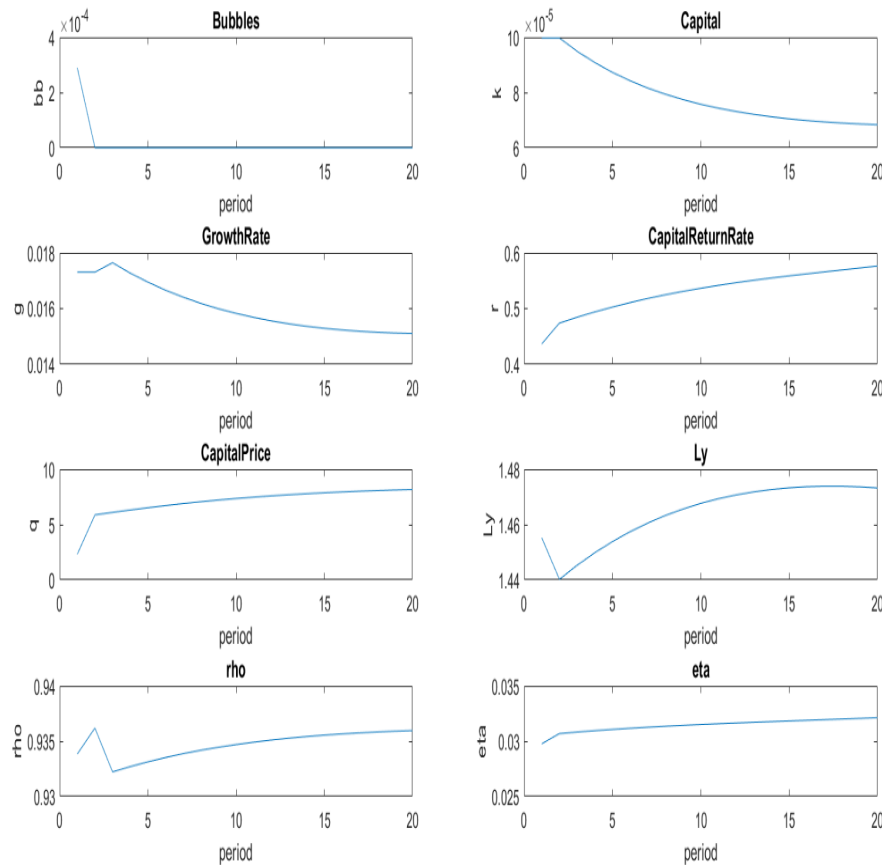 Bubbles
×10-4
4
2
0
bb
0 5 10 15 20
period
Capital
10 ×10-5
8
6
k
0 5 10 15 20
period
GrowthRate
0.018
0.016
0.014
g
0 5 10 15 20
period
CapitalReturnRate
0.6
0.5
0.4
r
0 5 10 15 20
period
CapitalPrice
10
5
0
q
0 5 10 15 20
period
Ly
1.48
1.46
1.44
Ly
0 5 10 15 20
period
rho
0.94
0.935
0.93
rho
0 5 10 15 20
period
eta
0.035
0.03
0.025
eta
0 5 10 15 20
period